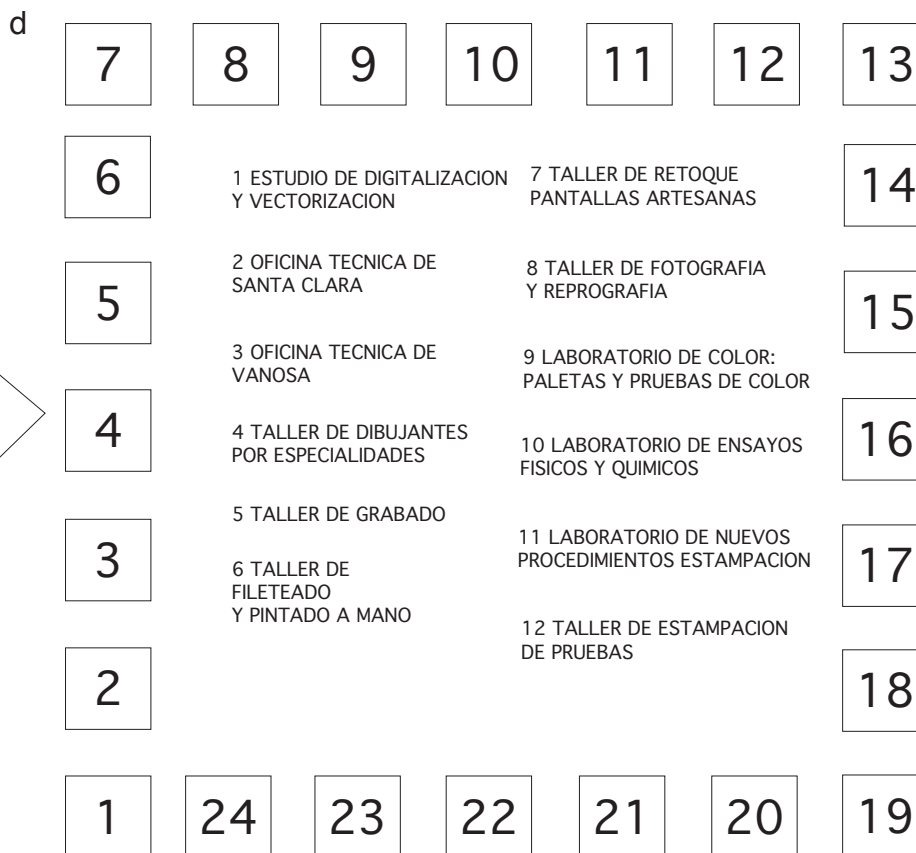 d
7 8 9 10 11 12 13
6
14
1 ESTUDIO DE DIGITALIZACION
Y VECTORIZACION
2 OFICINA TECNICA DE
SANTA CLARA
3 OFICINA TECNICA DE
VANOSA
4 TALLER DE DIBUJANTES
POR ESPECIALIDADES
5 TALLER DE GRABADO
6 TALLER DE
FILETEADO
Y PINTADO A MANO
7 TALLER DE RETOQUE
PANTALLAS ARTESANAS
8 TALLER DE FOTOGRAFIA
Y REPROGRAFIA
9 LABORATORIO DE COLOR:
PALETAS Y PRUEBAS DE COLOR
10 LABORATORIO DE ENSAYOS
FISICOS Y QUIMICOS
11 LABORATORIO DE NUEVOS
PROCEDIMIENTOS ESTAMPACION
12 TALLER DE ESTAMPACION
DE PRUEBAS
5
15
4
16
3
17
2
18
1 24 23 22 21 20 19